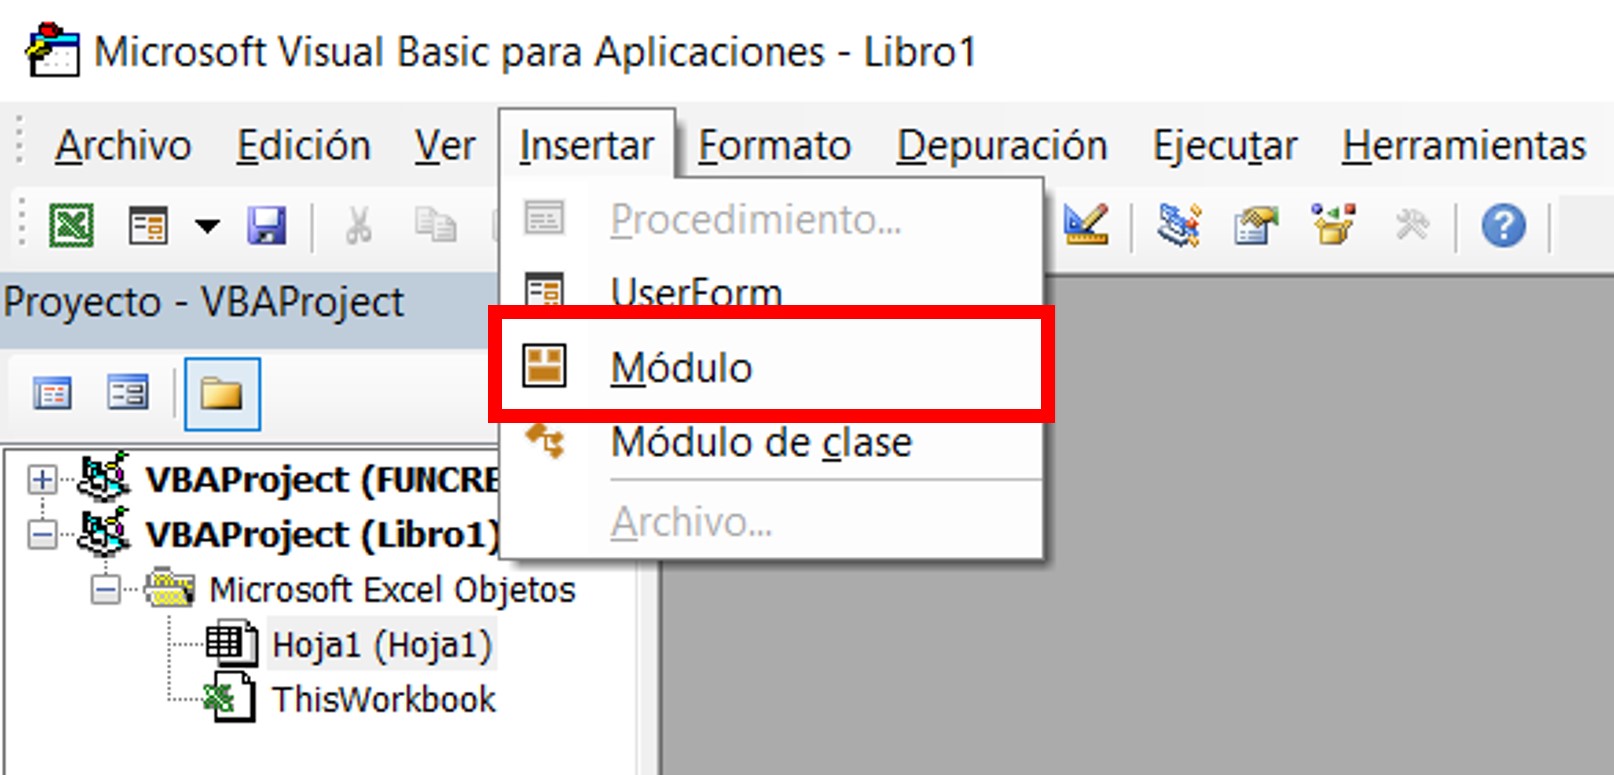 Microsoft Visual Basic para Aplicaciones - Libro1
Archivo Edición Ver Insertar Formato Depuración Ejecutar Herramientas
Procedimiento...
UserForm
Módulo
Módulo de clase
Archivo...
Proyecto - VBAProject
VBAProject (FUNCRE
VBAProject (Libro1)
Microsoft Excel Objetos
Hoja1 (Hoja1)
ThisWorkbook